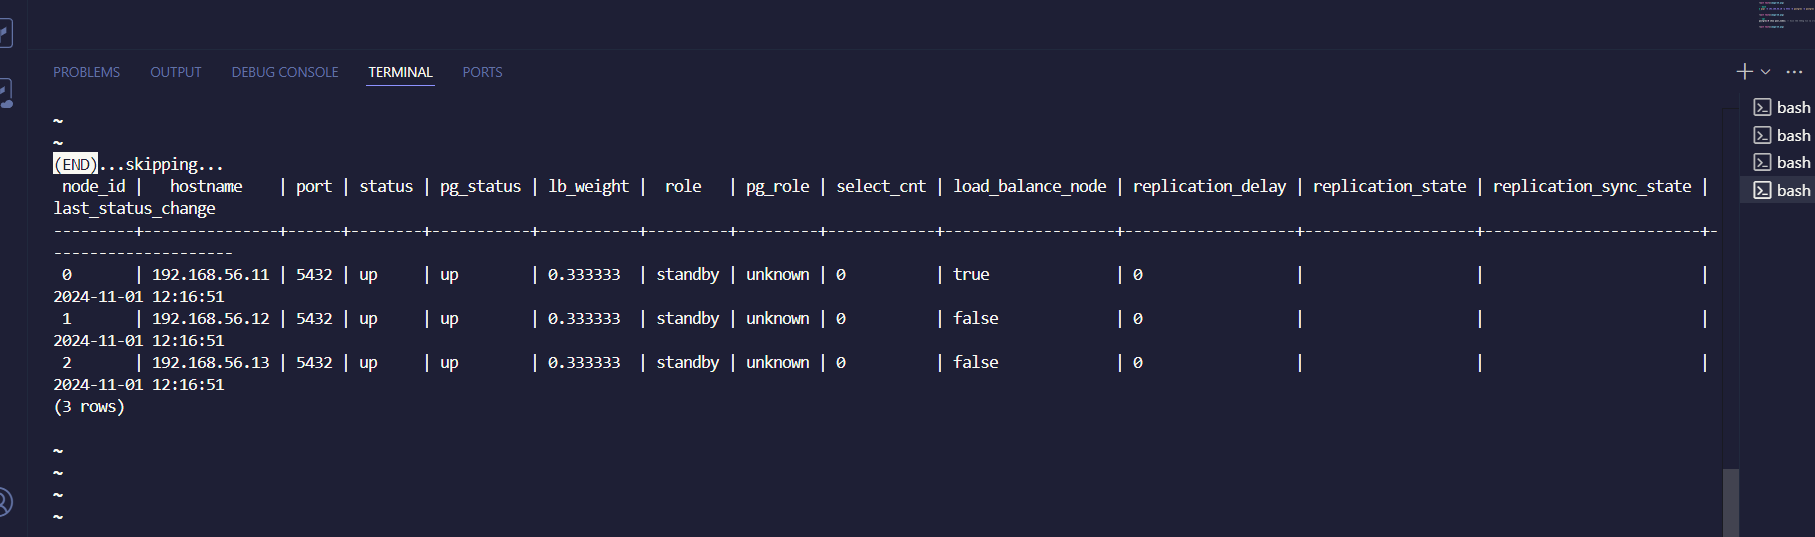 PROBLEMS OUTPUT DEBUG CONSOLE TERMINAL PORTS
~
~
(END)...skipping...
 node_id |   hostname    | port | status | pg_status | lb_weight |  role   | pg_role | select_cnt | load_balance_node | replication_delay | replication_state | replication_sync_state |
last_status_change
---------+---------------+------+--------+-----------+-----------+---------+---------+------------+-------------------+-------------------+-------------------+------------------------+-
--------------------
 0       | 192.168.56.11 | 5432 | up     | up        | 0.333333  | standby | unknown | 0          | true              | 0                 |                   |                        |
2024-11-01 12:16:51
 1       | 192.168.56.12 | 5432 | up     | up        | 0.333333  | standby | unknown | 0          | false             | 0                 |                   |                        |
2024-11-01 12:16:51
 2       | 192.168.56.13 | 5432 | up     | up        | 0.333333  | standby | unknown | 0          | false             | 0                 |                   |                        |
2024-11-01 12:16:51
(3 rows)
~
~
~
~
bash
bash
bash
bash